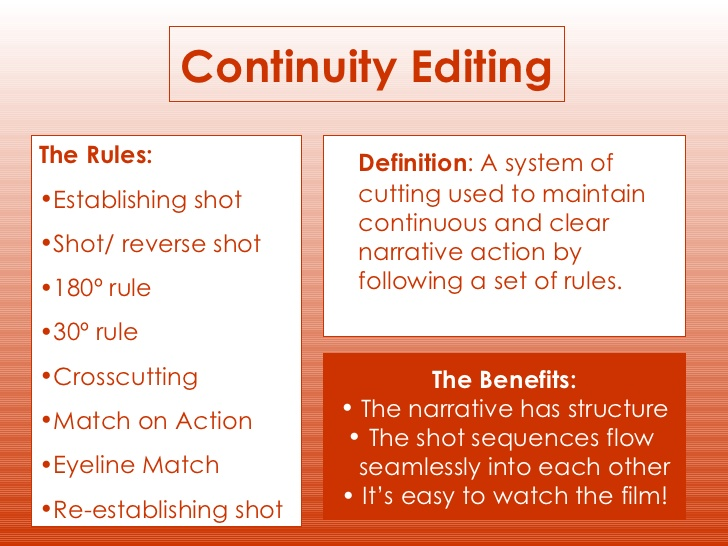 Continuity Editing
The Rules:
•Establishing shot
•Shot/ reverse shot
•180º rule
•30º rule
•Crosscutting
•Match on Action
•Eyeline Match
•Re-establishing shot
Definition: A system of
cutting used to maintain
continuous and clear
narrative action by
following a set of rules.
The Benefits:
• The narrative has structure
• The shot sequences flow
seamlessly into each other
• It’s easy to watch the film!